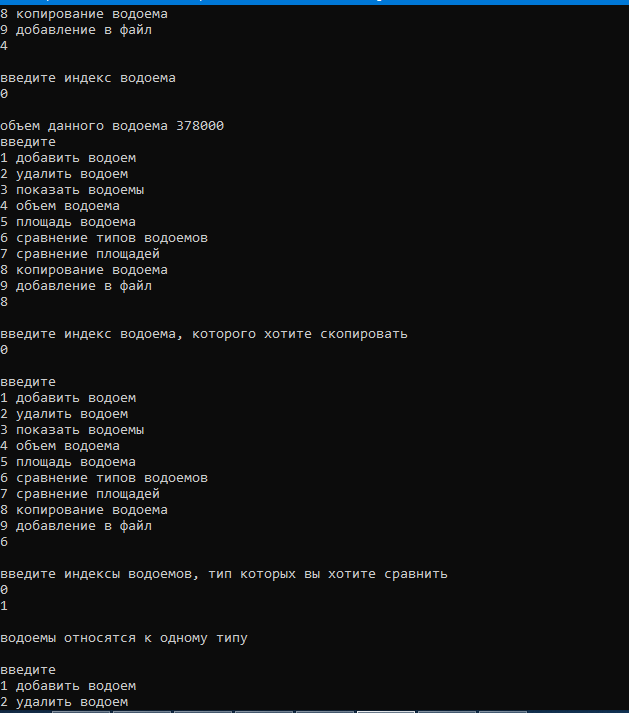 8 копирование водоема
9 добавление в файл
4

введите индекс водоема
0

объем данного водоема 378000
введите
1 добавить водоем
2 удалить водоем
3 показать водоемы
4 объем водоема
5 площадь водоема
6 сравнение типов водоемов
7 сравнение площадей
8 копирование водоема
9 добавление в файл
8

введите индекс водоема, которого хотите скопировать
0

введите
1 добавить водоем
2 удалить водоем
3 показать водоемы
4 объем водоема
5 площадь водоема
6 сравнение типов водоемов
7 сравнение площадей
8 копирование водоема
9 добавление в файл
6

введите индексы водоемов, тип которых вы хотите сравнить
0
1

водоемы относятся к одному типу

введите
1 добавить водоем
2 удалить водоем